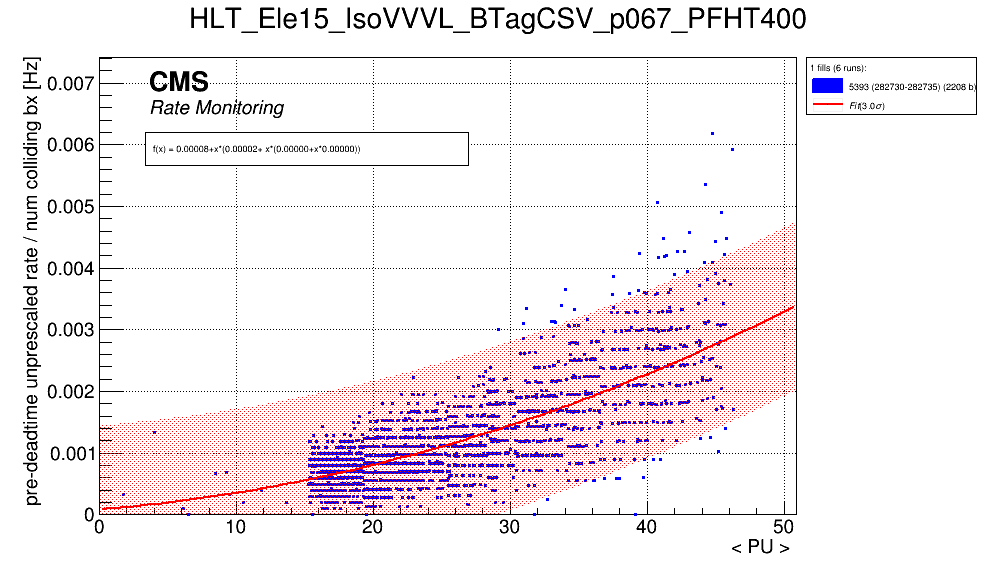 HLT_Ele15_IsoVVVL_BTagCSV_p067_PFHT400
pre-deadtime unprescaled rate / num colliding bx [Hz]
CMS
Rate Monitoring
f(x) = 0.00008+x*(0.00002+ x*(0.00000+x*0.00000))
0.007
0.006
0.005
0.004
0.003
0.002
0.001
0
0 10 20 30 40 50
< PU >
1 fills (6 runs):
5393 (282730-282735) (2208 b)
Fit(3.0σ)